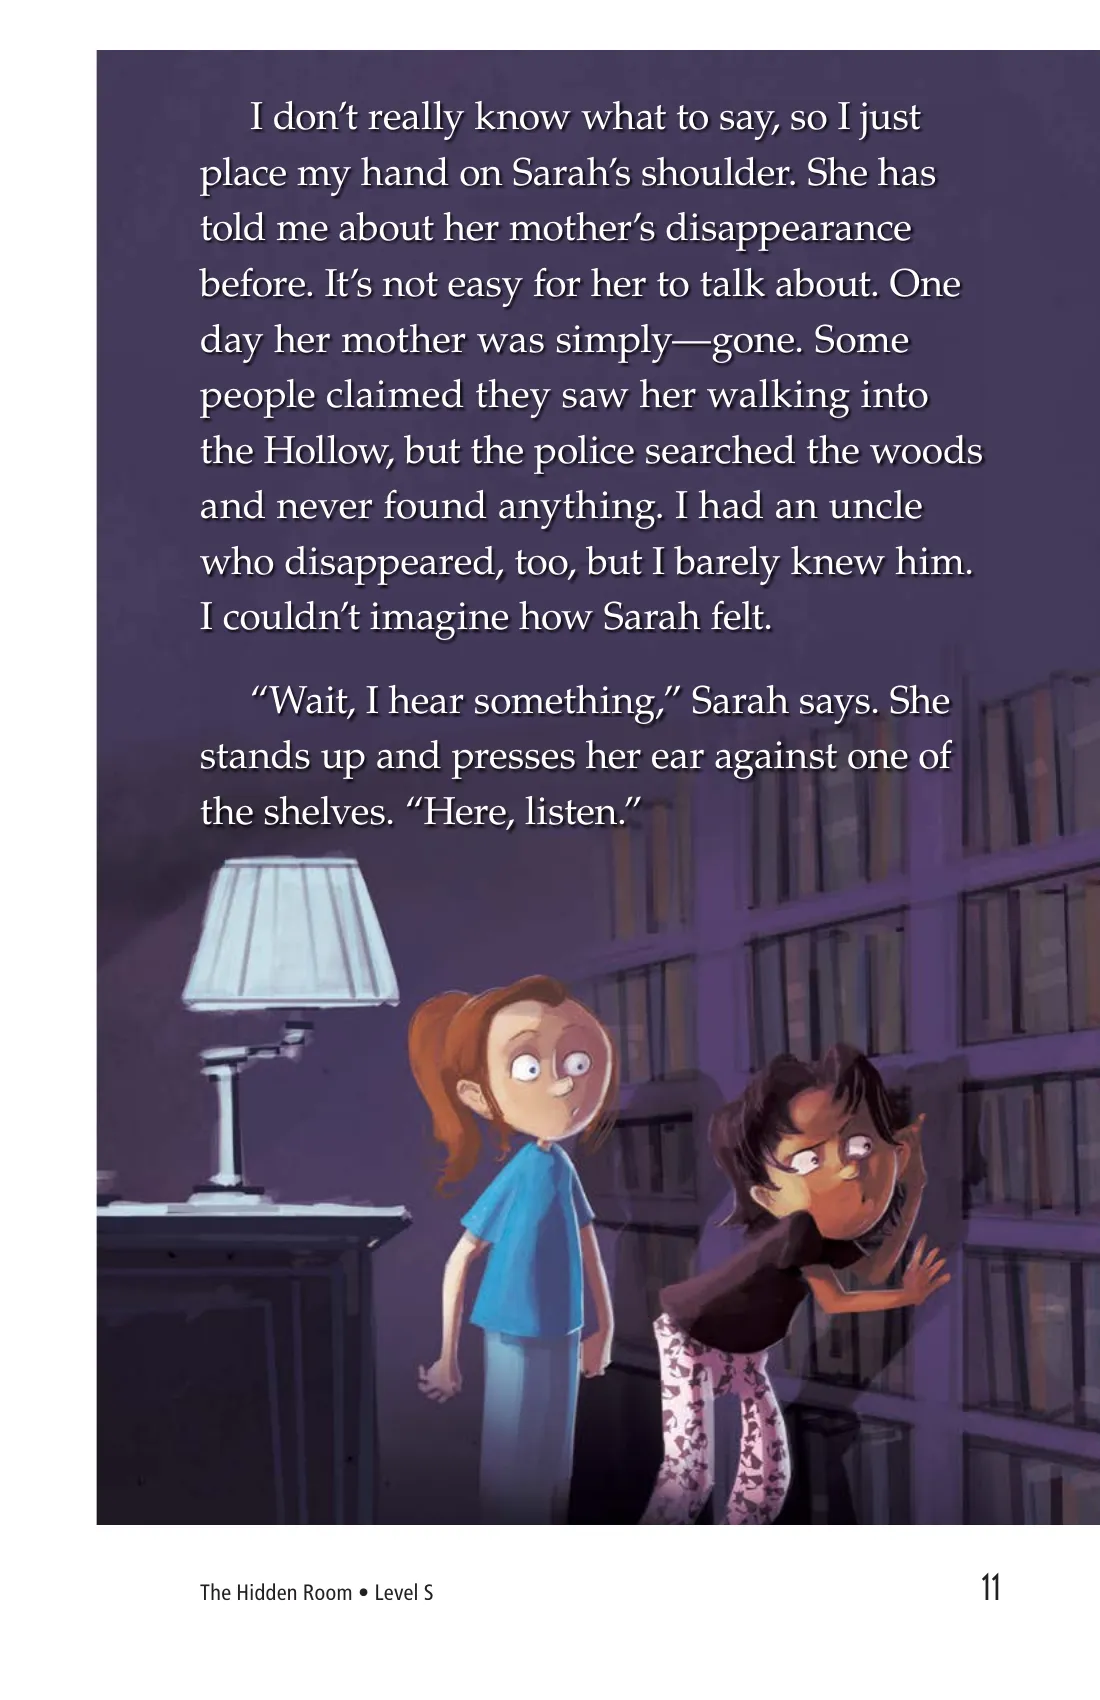 I don’t really know what to say, so I just
place my hand on Sarah’s shoulder. She has
told me about her mother’s disappearance
before. It’s not easy for her to talk about. One
day her mother was simply—gone. Some
people claimed they saw her walking into
the Hollow, but the police searched the woods
and never found anything. I had an uncle
who disappeared, too, but I barely knew him.
I couldn’t imagine how Sarah felt.
“Wait, I hear something,” Sarah says. She
stands up and presses her ear against one of
the shelves. “Here, listen.”
The Hidden Room • Level S
11